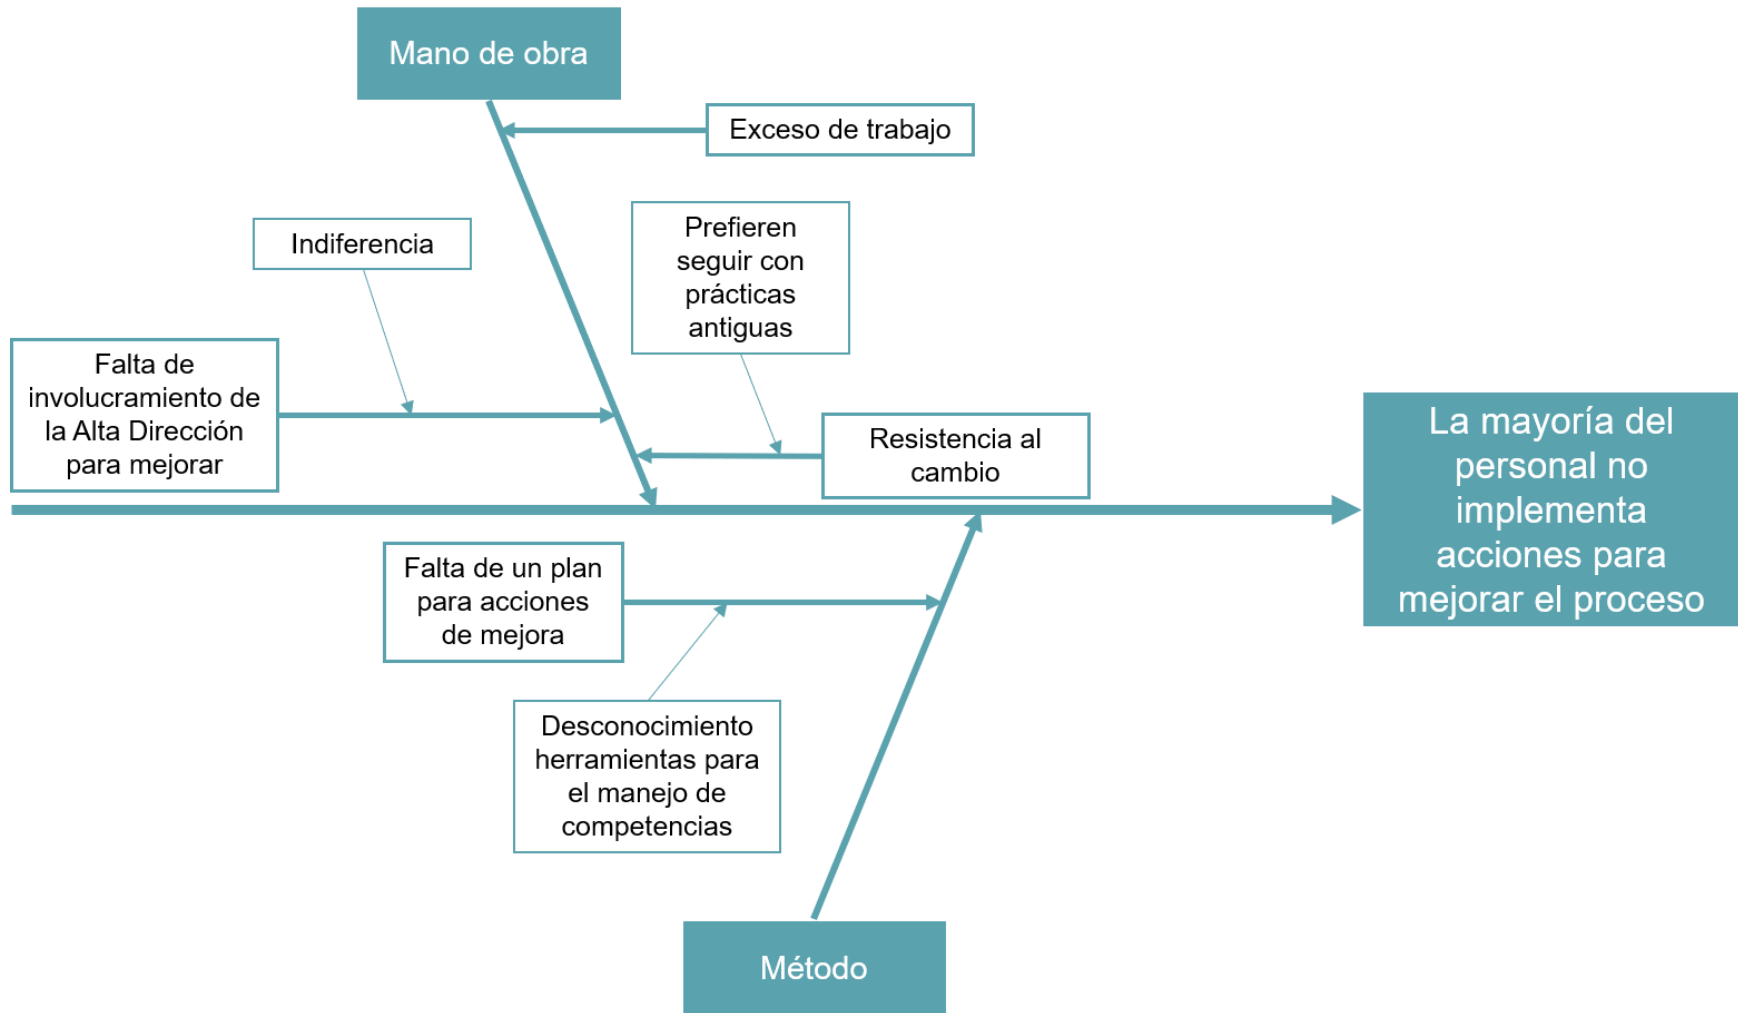 Mano de obra
Exceso de trabajo
Indiferencia
Prefieren
seguir con
prácticas
antiguas
Falta de
involucramiento de
la Alta Dirección
para mejorar
Resistencia al
cambio
La mayoría del
personal no
implementa
acciones para
mejorar el proceso
Falta de un plan
para acciones
de mejora
Desconocimiento
herramientas para
el manejo de
competencias
Método